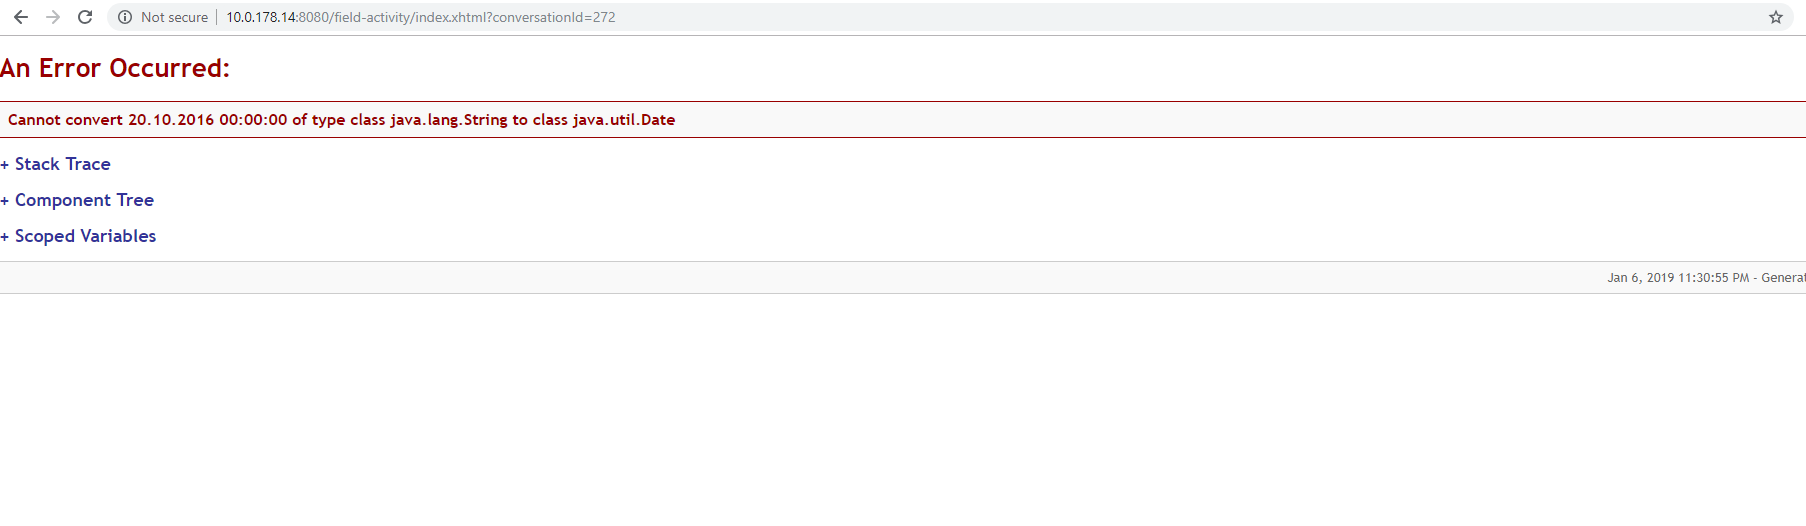 Not secure | 10.0.178.14:8080/field-activity/index.xhtml?conversationId=272
An Error Occurred:
Cannot convert 20.10.2016 00:00:00 of type class java.lang.String to class java.util.Date
+ Stack Trace
+ Component Tree
+ Scoped Variables
Jan 6, 2019 11:30:55 PM - Generat